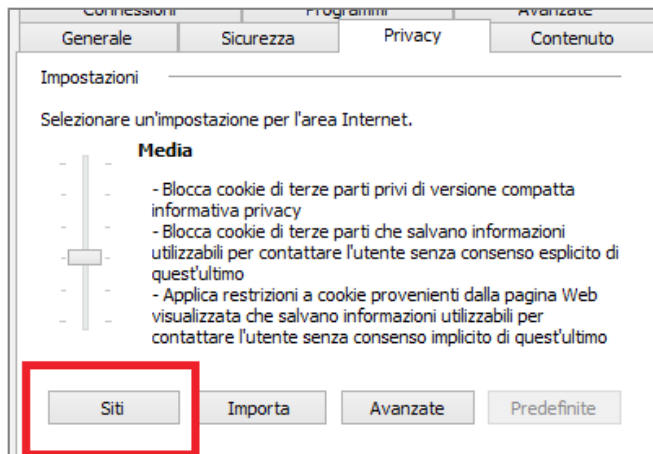 Connessioni Programmi Avanzate
Generale Sicurezza Privacy Contenuto
Impostazioni
Selezionare un'impostazione per l'area Internet.
Media
- Blocca cookie di terze parti privi di versione compatta
informativa privacy
- Blocca cookie di terze parti che salvano informazioni
utilizzabili per contattare l'utente senza consenso esplicito di
quest'ultimo
- Applica restrizioni a cookie provenienti dalla pagina Web
visualizzata che salvano informazioni utilizzabili per
contattare l'utente senza consenso implicito di quest'ultimo
Siti Importa Avanzate Predefinite